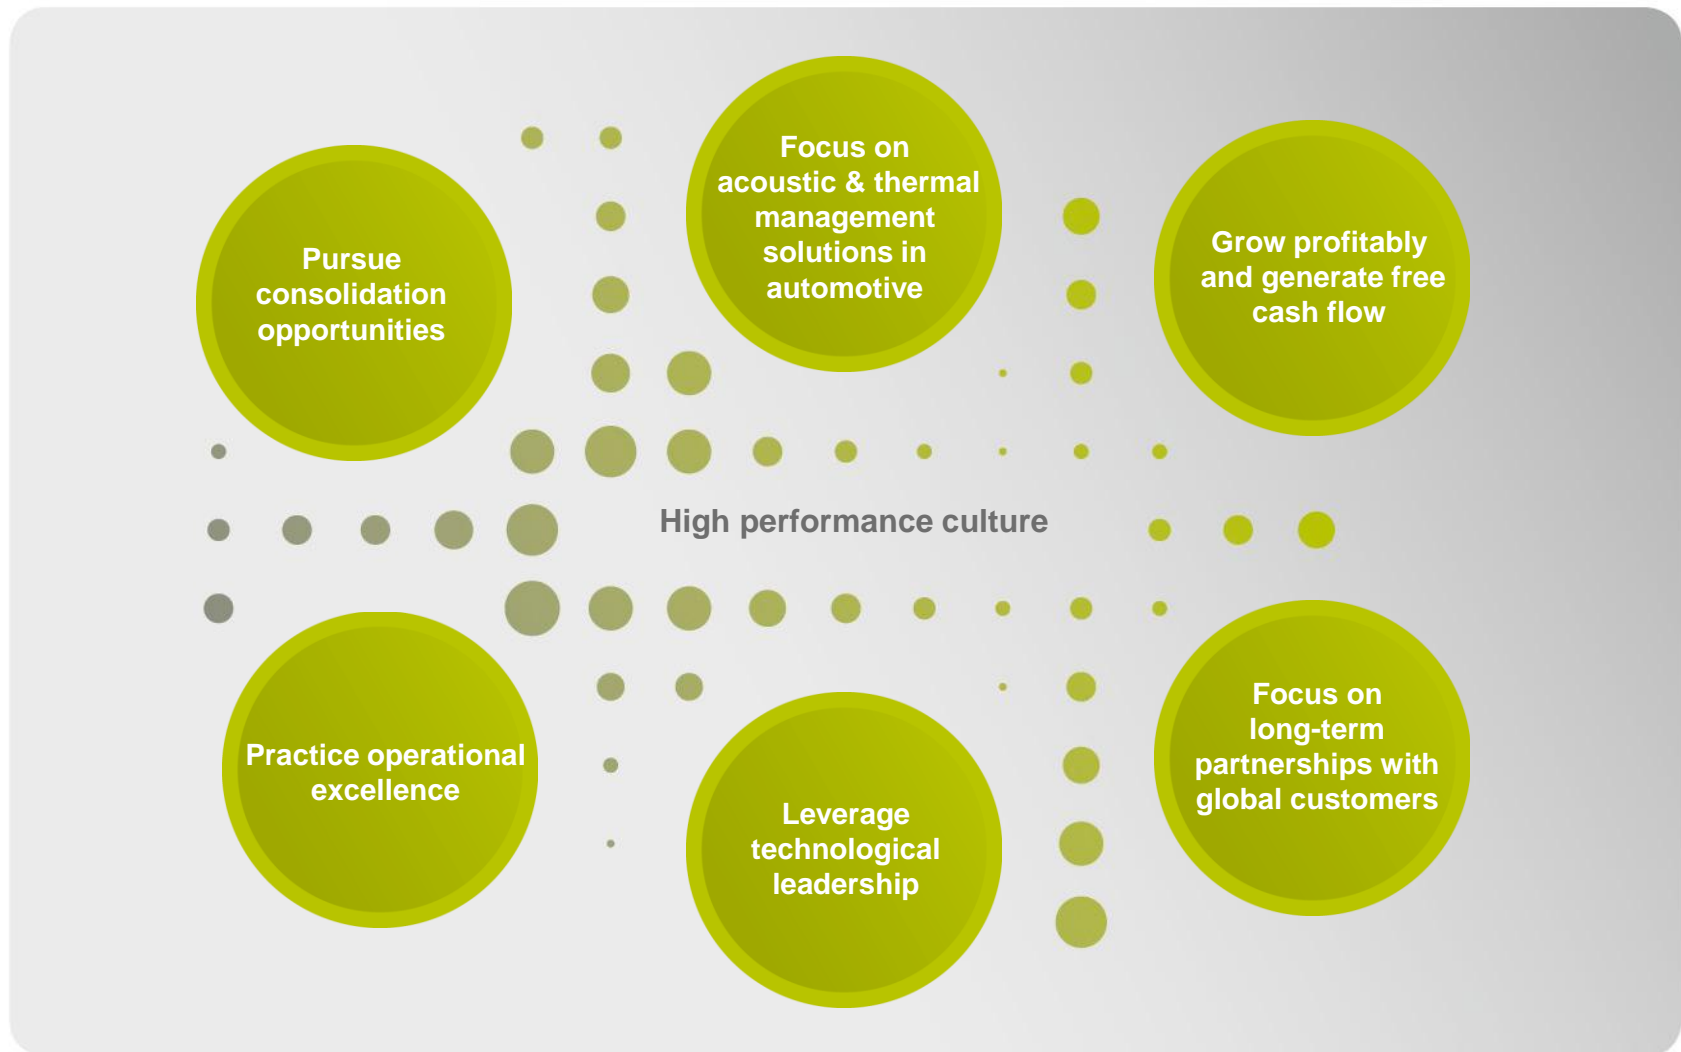 Focus on
acoustic & thermal
management
solutions in
automotive
Pursue
consolidation
opportunities
Grow profitably
and generate free
cash flow
High performance culture
Practice operational
excellence
Leverage
technological
leadership
Focus on
long-term
partnerships with
global customers